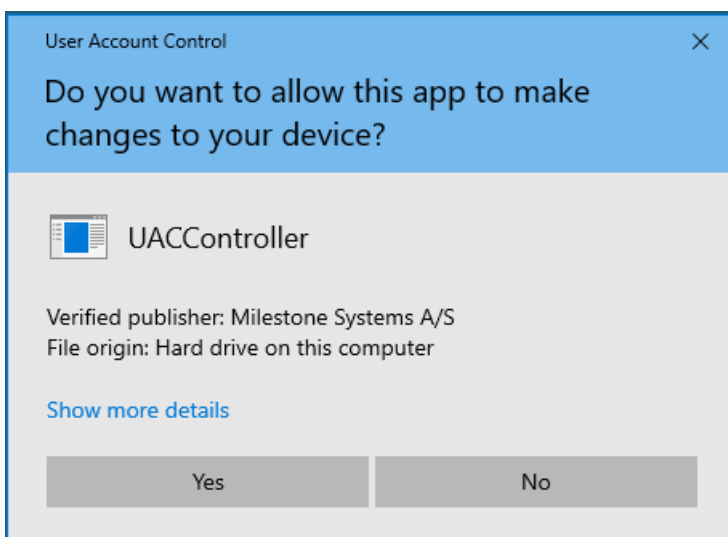 User Account Control
Do you want to allow this app to make
changes to your device?
UACController
Verified publisher: Milestone Systems A/S
File origin: Hard drive on this computer
Show more details
Yes
No